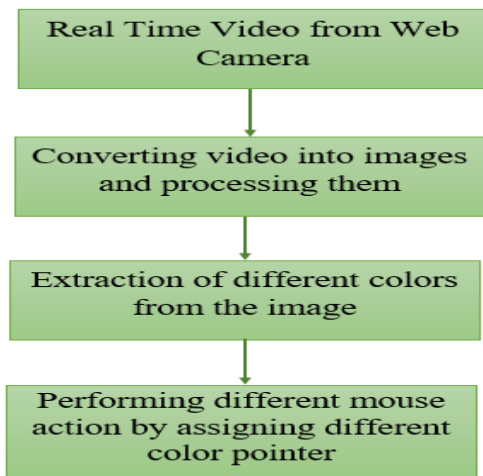 Real Time Video from Web
Camera
Converting video into images
and processing them
Extraction of different colors
from the image
Performing different mouse
action by assigning different
color pointer